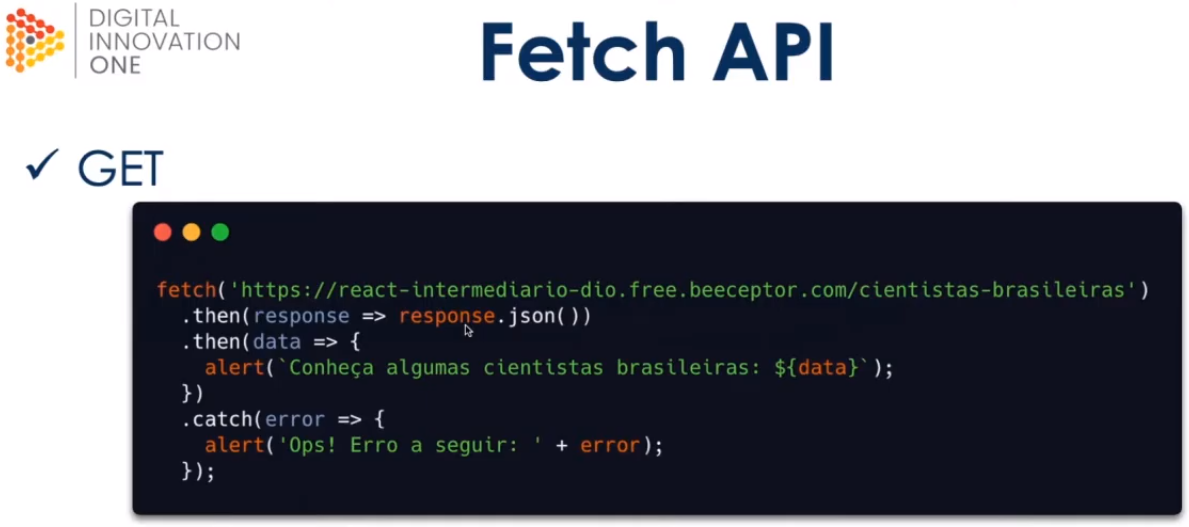 DIGITAL
INNOVATION
ONE
Fetch API
✓ GET
fetch('https://react-intermediario-dio.free.beeceptor.com/cientistas-brasileiras')
  .then(response => response.json())
  .then(data => {
    alert(`Conheça algumas cientistas brasileiras: ${data}`);
  })
  .catch(error => {
    alert('Ops! Erro a seguir: ' + error);
  });